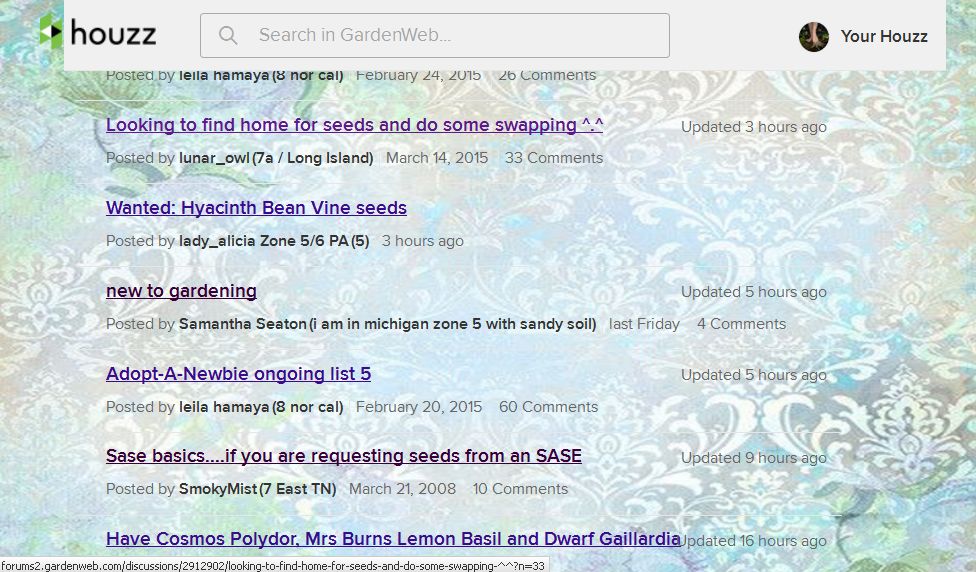 houzz
Search in GardenWeb...
Your Houzz
Posted by leila hamaya(8 nor cal) February 24, 2015 26 Comments
Looking to find home for seeds and do some swapping ^.^ Updated 3 hours ago
Posted by lunar_owl(7a / Long Island) March 14, 2015 33 Comments
Wanted: Hyacinth Bean Vine seeds
Posted by lady_alicia Zone 5/6 PA(5) 3 hours ago
new to gardening Updated 5 hours ago
Posted by Samantha Seaton(i am in michigan zone 5 with sandy soil) last Friday 4 Comments
Adopt-A-Newbie ongoing list 5 Updated 5 hours ago
Posted by leila hamaya(8 nor cal) February 20, 2015 60 Comments
Sase basics....if you are requesting seeds from an SASE Updated 9 hours ago
Posted by SmokyMist(7 East TN) March 21, 2008 10 Comments
Have Cosmos Polydor, Mrs Burns Lemon Basil and Dwarf Gaillardia Updated 16 hours ago
forums2.gardenweb.com/discussions/2912902/looking-to-find-home-for-seeds-and-do-some-swapping-^^?n=33